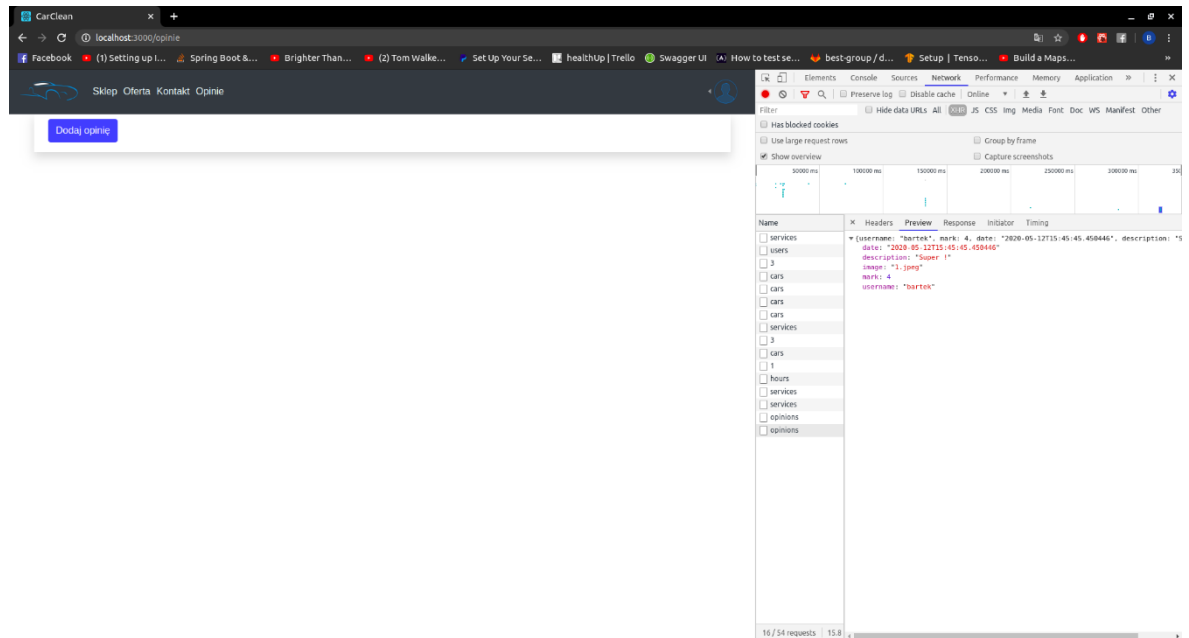 CarClean
localhost:3000/opinie
Facebook (1) Setting up I... Spring Boot &... Brighter Than... (2) Tom Walke... Set Up Your Se... healthUp | Trello Swagger UI How to test se... best-group / d... Setup | Tenso... Build a Maps... »
Sklep Oferta Kontakt Opinie
Dodaj opinię
Elements Console Sources Network Performance Memory Application »
Preserve log Disable cache Online
Filter Hide data URLs All XHR JS CSS Img Media Font Doc WS Manifest Other
Has blocked cookies
Use large request rows Group by frame
Show overview Capture screenshots
50000 ms 100000 ms 150000 ms 200000 ms 250000 ms 300000 ms
Name × Headers Preview Response Initiator Timing
services
users
3
cars
cars
cars
cars
services
3
cars
1
hours
services
services
opinions
opinions
{username: "bartek", mark: 4, date: "2020-05-12T15:45:45.450446", description: "S
date: "2020-05-12T15:45:45.450446"
description: "Super !"
image: "1.jpeg"
mark: 4
username: "bartek"
16 / 54 requests 15.8